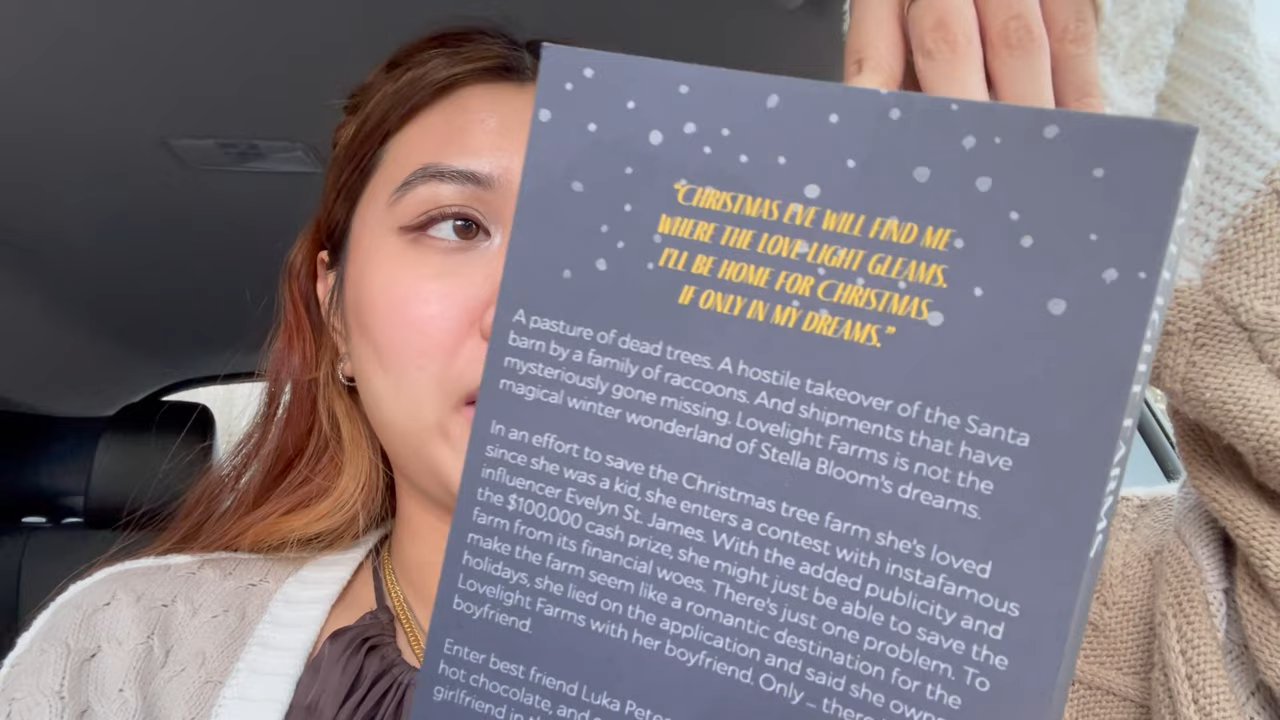 “CHRISTMAS EVE WILL FIND ME
WHERE THE LOVE LIGHT GLEAMS.
I'LL BE HOME FOR CHRISTMAS
IF ONLY IN MY DREAMS.”
A pasture of dead trees. A hostile takeover of the Santa
barn by a family of raccoons. And shipments that have
mysteriously gone missing. Lovelight Farms is not the
magical winter wonderland of Stella Bloom's dreams.
In an effort to save the Christmas tree farm she's loved
since she was a kid, she enters a contest with instafamous
influencer Evelyn St. James. With the added publicity and
the $100,000 cash prize, she might just be able to save the
farm from its financial woes. There's just one problem. To
make the farm seem like a romantic destination for the
holidays, she lied on the application and said she owns
Lovelight Farms with her boyfriend. Only –
boyfriend.
Enter best friend Luka
hot chocolate, and
girlfriend in